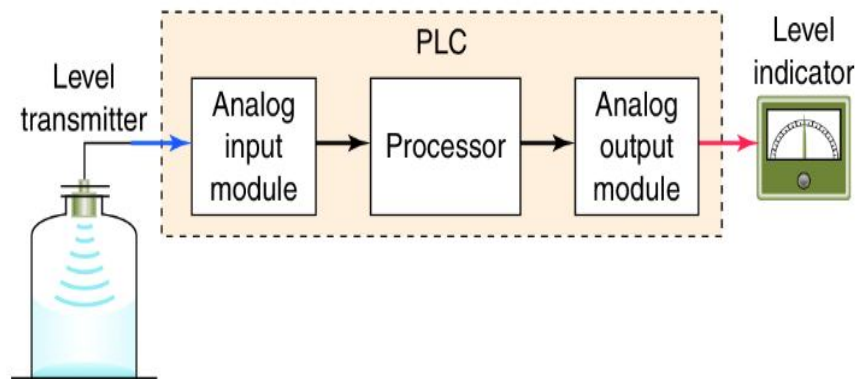 PLC
Level
transmitter
Analog
input
module
Processor
Analog
output
module
Level
indicator